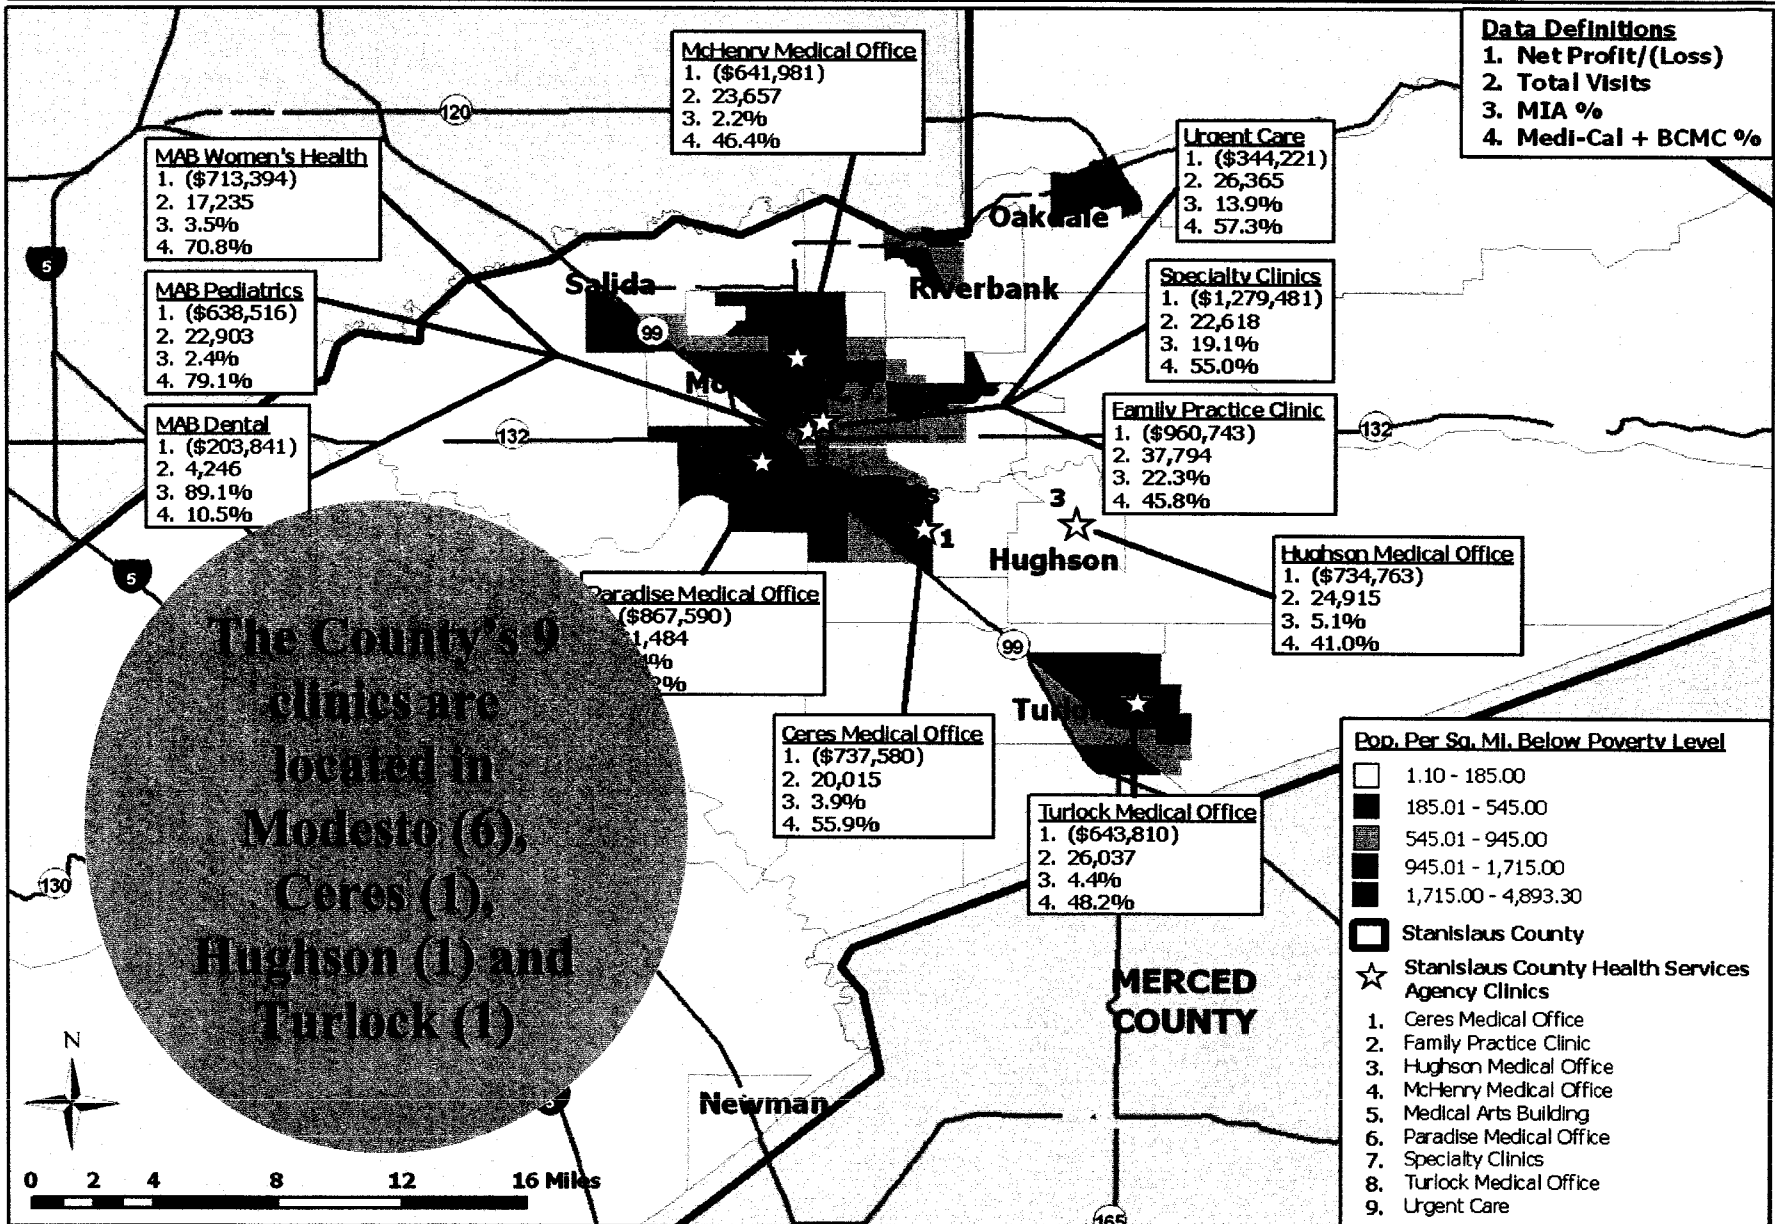 McHenry Medical Office
1. ($641,981)
2. 23,657
3. 2.2%
4. 46.4%
Data Definitions
1. Net Profit/(Loss)
2. Total Visits
3. MIA %
4. Medi-Cal + BCMC %
120
MAB Women's Health
1. ($713,394)
2. 17,235
3. 3.5%
4. 70.8%
Urgent Care
1. ($344,221)
2. 26,365
3. 13.9%
4. 57.3%
Oakdale
5
Salida
Riverbank
MAB Pediatrics
1. ($638,516)
2. 22,903
3. 2.4%
4. 79.1%
Specialty Clinics
1. ($1,279,481)
2. 22,618
3. 19.1%
4. 55.0%
99
Mo
MAB Dental
1. ($203,841)
2. 4,246
3. 89.1%
4. 10.5%
132
Family Practice Clinic
1. ($960,743)
2. 37,794
3. 22.3%
4. 45.8%
132
s
1
3
Hughson
5
Hughson Medical Office
1. ($734,763)
2. 24,915
3. 5.1%
4. 41.0%
Paradise Medical Office
($867,590)
1,484
%
2%
99
Turl
The County's 9
clinics are
located in
Modesto (6),
Ceres (1),
Hughson (1) and
Turlock (1)
Ceres Medical Office
1. ($737,580)
2. 20,015
3. 3.9%
4. 55.9%
Turlock Medical Office
1. ($643,810)
2. 26,037
3. 4.4%
4. 48.2%
130
Pop. Per Sq. Mi. Below Poverty Level
1.10 - 185.00
185.01 - 545.00
545.01 - 945.00
945.01 - 1,715.00
1,715.00 - 4,893.30
Stanislaus County
Stanislaus County Health Services
Agency Clinics
1. Ceres Medical Office
2. Family Practice Clinic
3. Hughson Medical Office
4. McHenry Medical Office
5. Medical Arts Building
6. Paradise Medical Office
7. Specialty Clinics
8. Turlock Medical Office
9. Urgent Care
MERCED
COUNTY
N
Newman
5
0 2 4 8 12 16 Miles
165